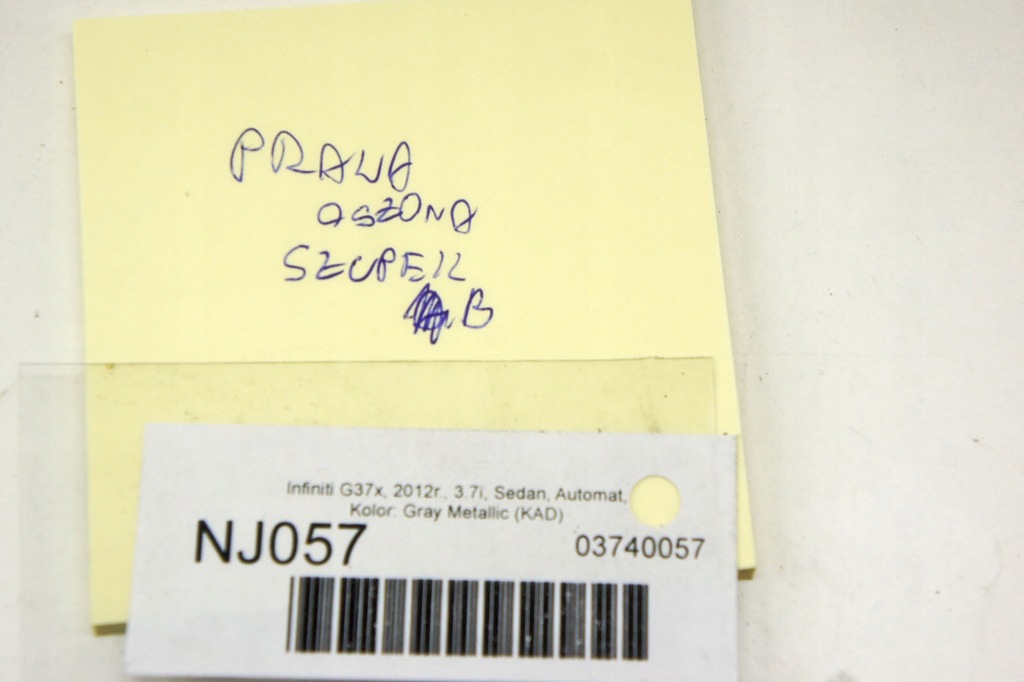 PRAWA
OSZONA
SZUPEK
B
Infiniti G37x, 2012r., 3.7i, Sedan, Automat,
Kolor: Gray Metallic (KAD)
NJ057
03740057